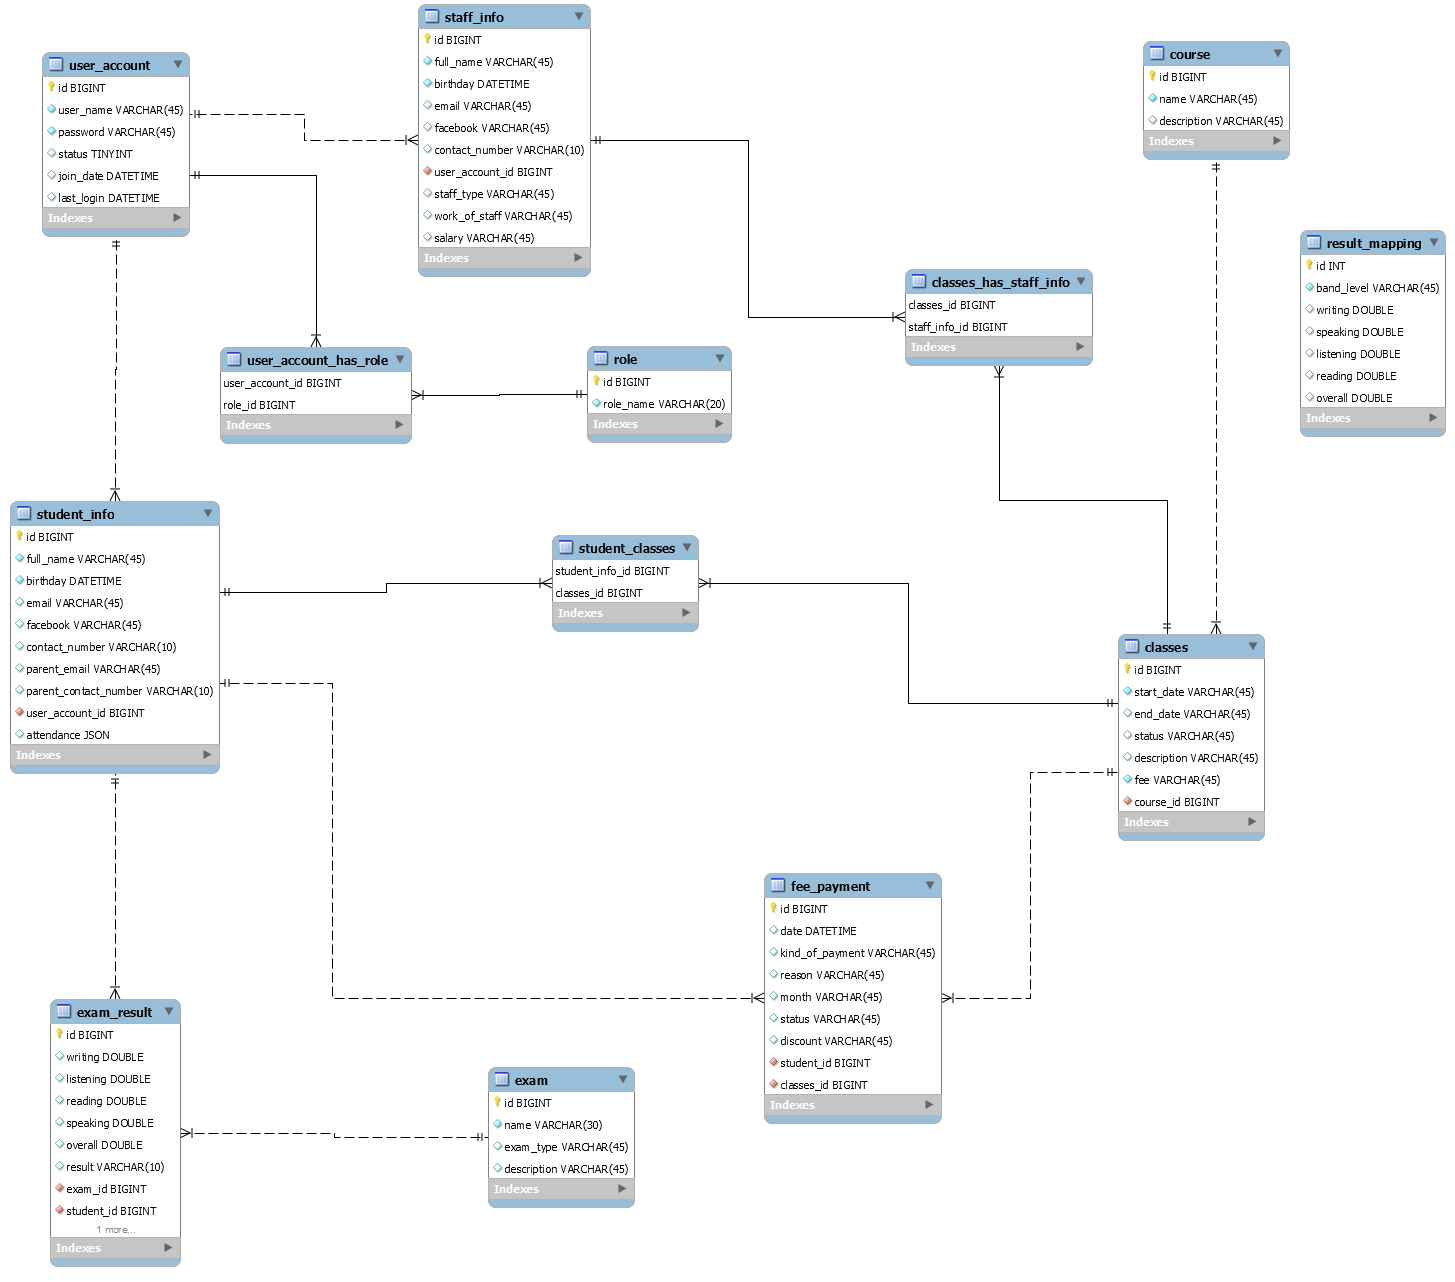 staff_info
id BIGINT
full_name VARCHAR(45)
birthday DATETIME
email VARCHAR(45)
facebook VARCHAR(45)
contact_number VARCHAR(10)
user_account_id BIGINT
staff_type VARCHAR(45)
work_of_staff VARCHAR(45)
salary VARCHAR(45)
Indexes
user_account
id BIGINT
user_name VARCHAR(45)
password VARCHAR(45)
status TINYINT
join_date DATETIME
last_login DATETIME
Indexes
course
id BIGINT
name VARCHAR(45)
description VARCHAR(45)
Indexes
result_mapping
id INT
band_level VARCHAR(45)
writing DOUBLE
speaking DOUBLE
listening DOUBLE
reading DOUBLE
overall DOUBLE
Indexes
classes_has_staff_info
classes_id BIGINT
staff_info_id BIGINT
Indexes
user_account_has_role
user_account_id BIGINT
role_id BIGINT
Indexes
role
id BIGINT
role_name VARCHAR(20)
Indexes
student_info
id BIGINT
full_name VARCHAR(45)
birthday DATETIME
email VARCHAR(45)
facebook VARCHAR(45)
contact_number VARCHAR(10)
parent_email VARCHAR(45)
parent_contact_number VARCHAR(10)
user_account_id BIGINT
attendance JSON
Indexes
student_classes
student_info_id BIGINT
classes_id BIGINT
Indexes
classes
id BIGINT
start_date VARCHAR(45)
end_date VARCHAR(45)
status VARCHAR(45)
description VARCHAR(45)
fee VARCHAR(45)
course_id BIGINT
Indexes
fee_payment
id BIGINT
date DATETIME
kind_of_payment VARCHAR(45)
reason VARCHAR(45)
month VARCHAR(45)
status VARCHAR(45)
discount VARCHAR(45)
student_id BIGINT
classes_id BIGINT
Indexes
exam_result
id BIGINT
writing DOUBLE
listening DOUBLE
reading DOUBLE
speaking DOUBLE
overall DOUBLE
result VARCHAR(10)
exam_id BIGINT
student_id BIGINT
1 more...
Indexes
exam
id BIGINT
name VARCHAR(30)
exam_type VARCHAR(45)
description VARCHAR(45)
Indexes